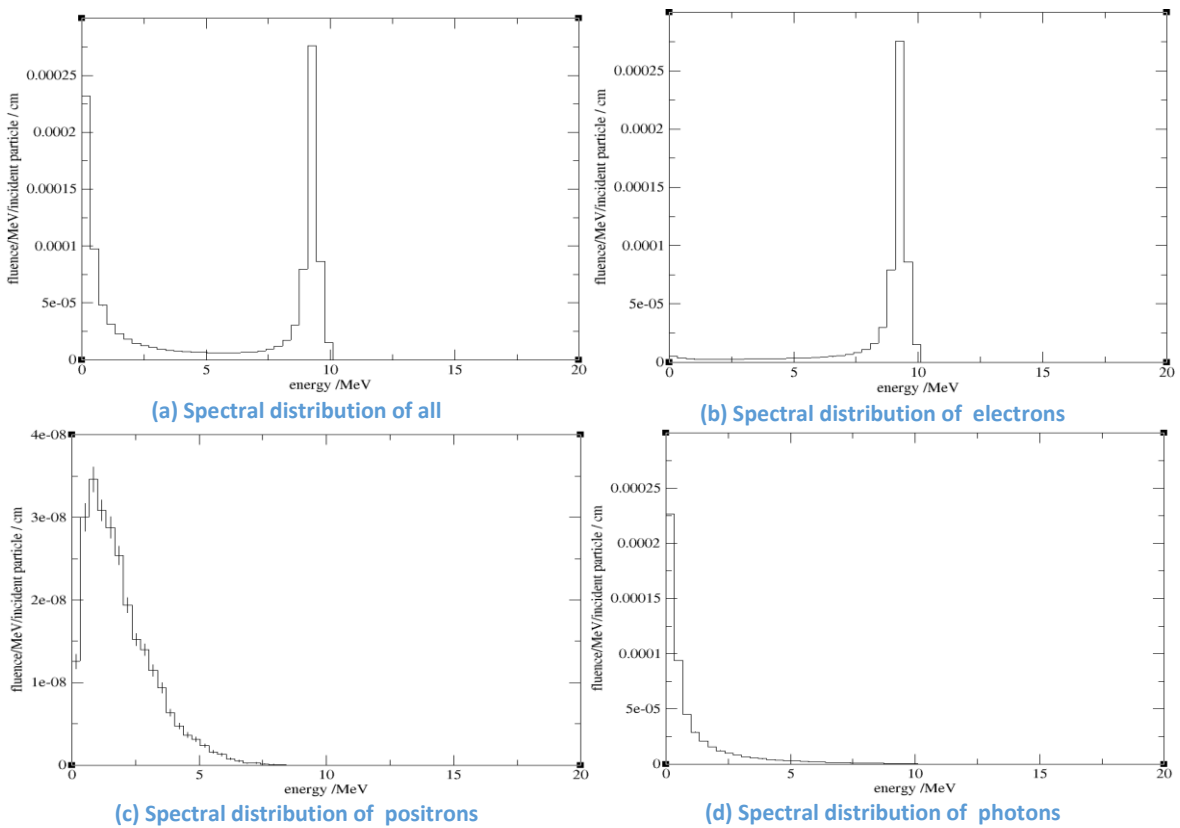 0.00025
0.0002
0.00015
0.0001
5e-05
0
0 5 10 15 20
fluence/MeV/incident particle / cm
energy /MeV
(a) Spectral distribution of all
0.00025
0.0002
0.00015
0.0001
5e-05
0
0 5 10 15 20
fluence/MeV/incident particle / cm
energy /MeV
(b) Spectral distribution of electrons
4e-08
3e-08
2e-08
1e-08
0
0 5 10 15 20
fluence/MeV/incident particle / cm
energy /MeV
(c) Spectral distribution of positrons
0.00025
0.0002
0.00015
0.0001
5e-05
0
0 5 10 15 20
fluence/MeV/incident particle / cm
energy /MeV
(d) Spectral distribution of photons